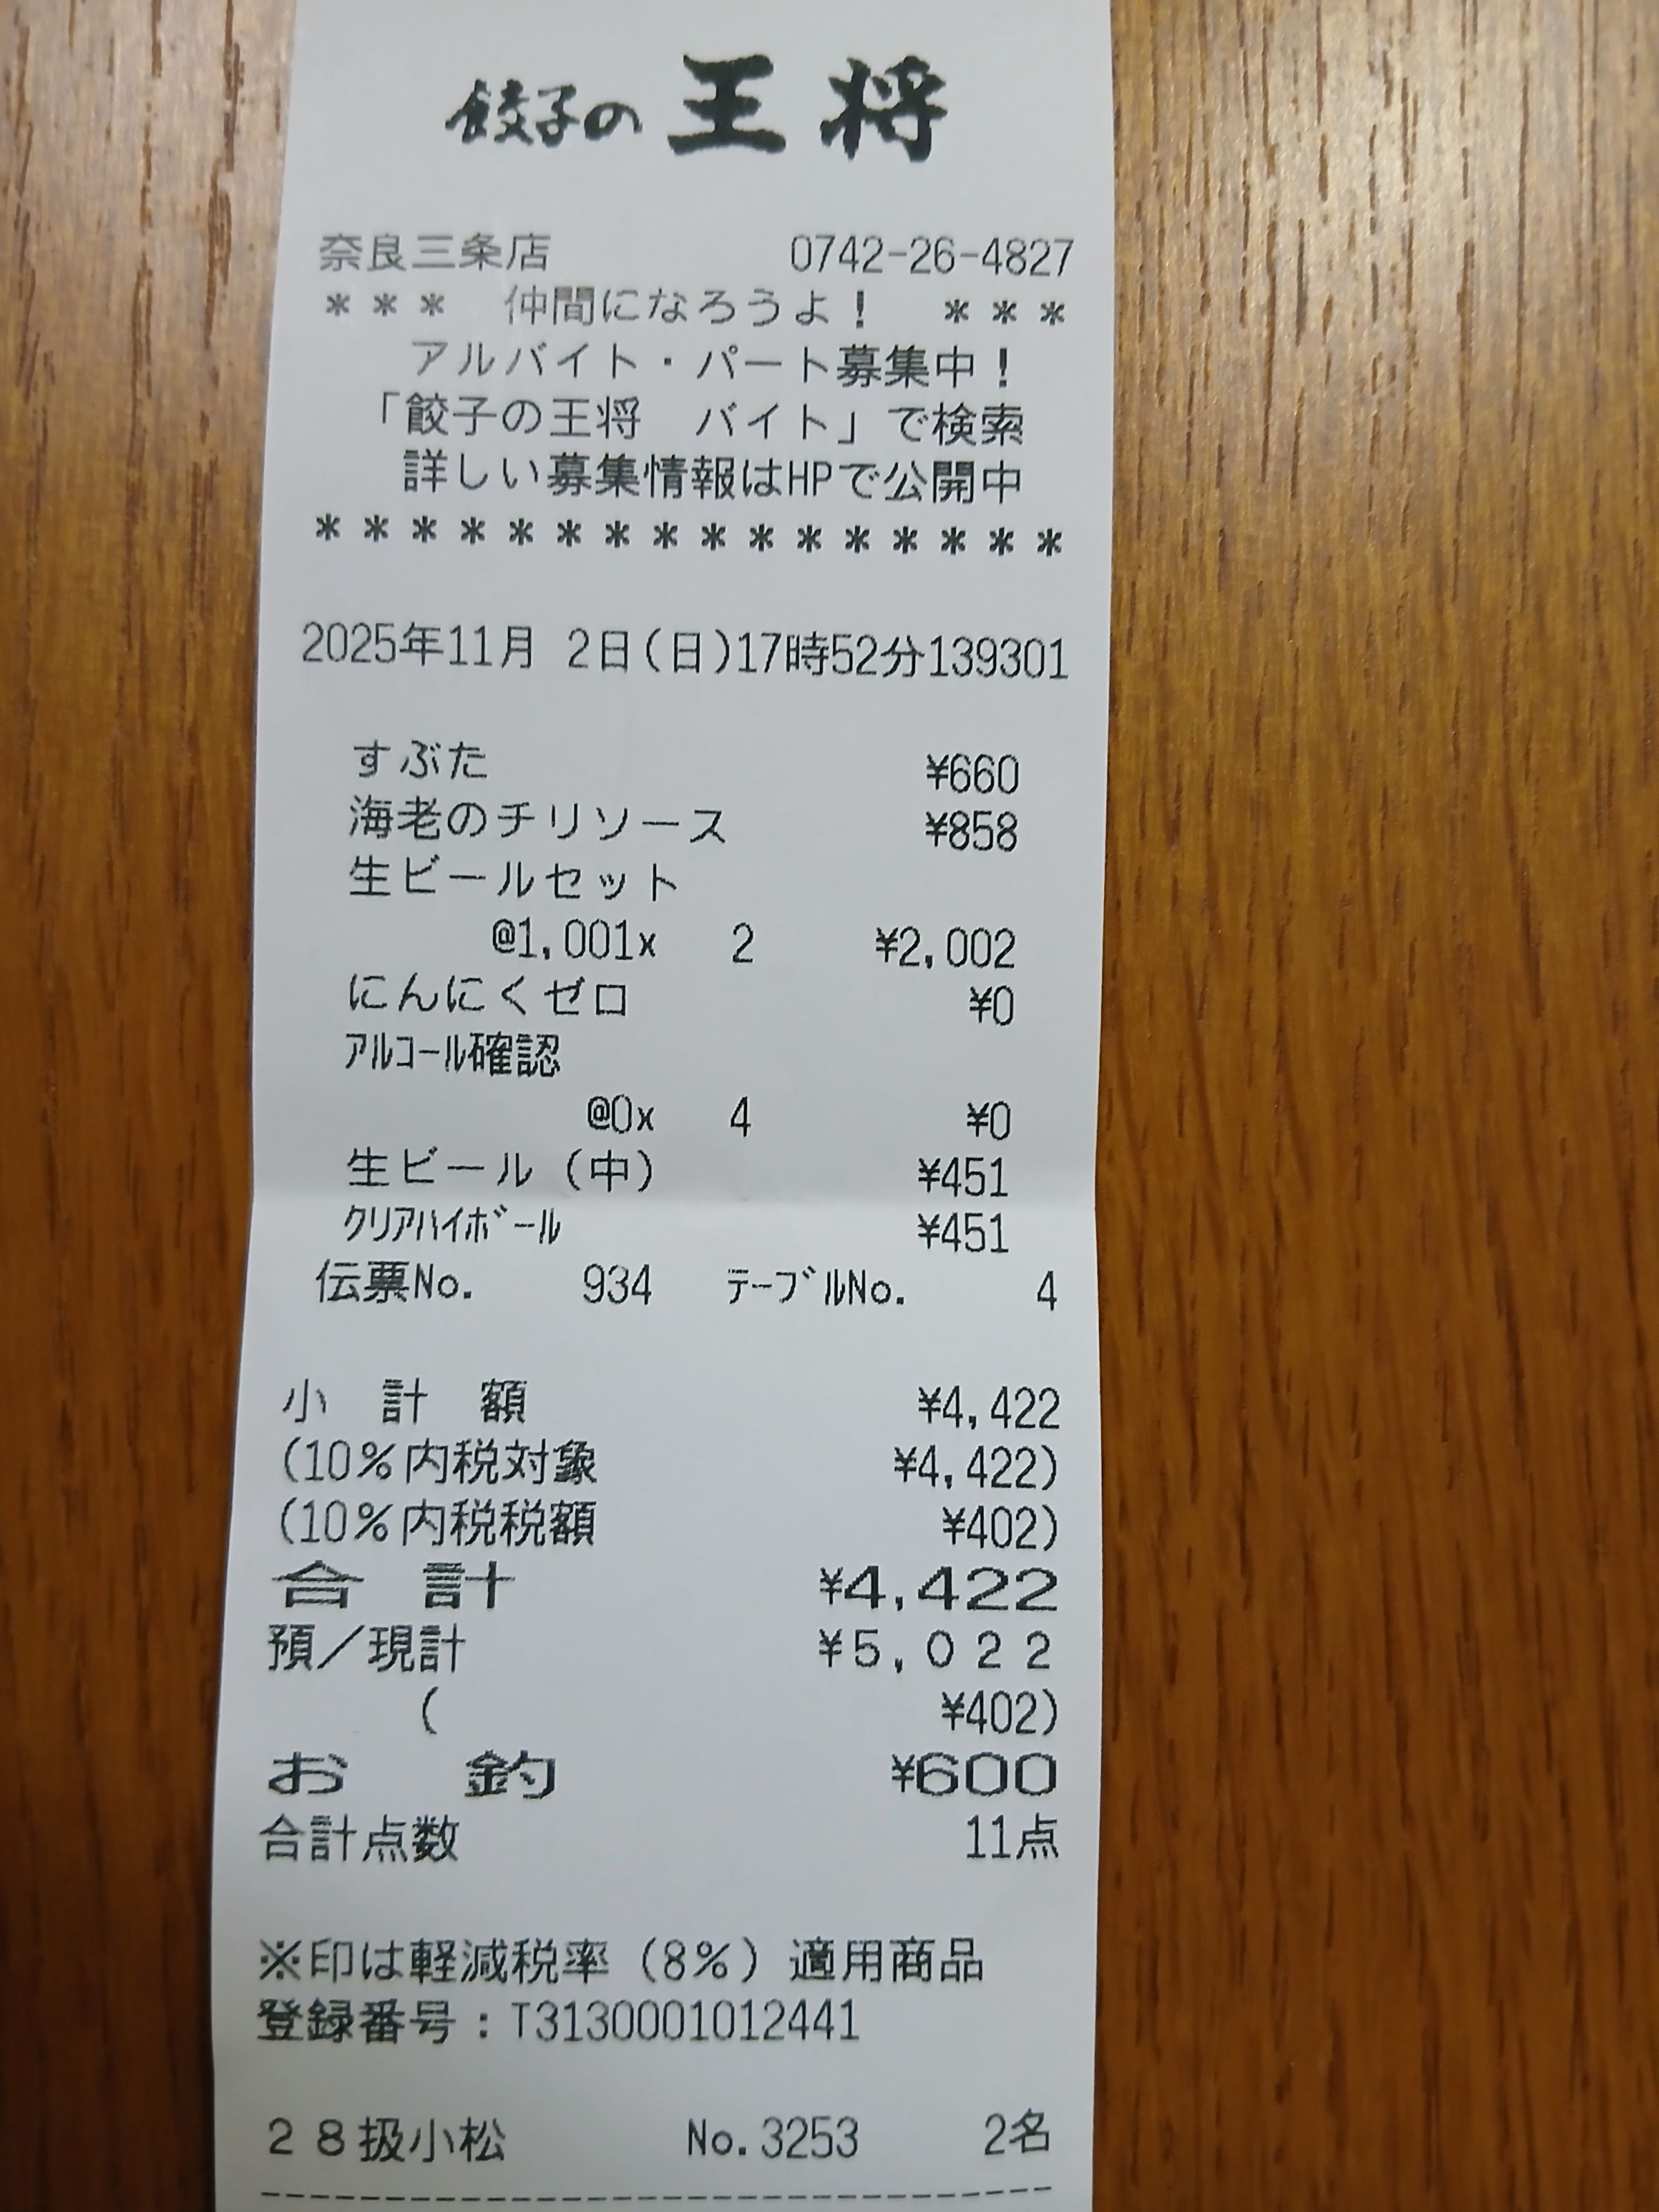 餃子の王将
奈良三条店 0742-26-4827
*** 仲間になろうよ! ***
アルバイト・パート募集中!
「餃子の王将 バイト」で検索
詳しい募集情報はHPで公開中
****************
2025年11月 2日(日)17時52分139301
すぶた ¥660
海老のチリソース ¥858
生ビールセット
@1,001x 2 ¥2,002
にんにくゼロ ¥0
ｱﾙｺｰﾙ確認
@0x 4 ¥0
生ビール(中) ¥451
ｸﾘｱﾊｲﾎﾞｰﾙ ¥451
伝票No. 934 ﾃｰﾌﾞﾙNo. 4
小 計 額 ¥4,422
(10%内税対象 ¥4,422)
(10%内税税額 ¥402)
合 計 ¥4,422
預/現計 ¥5,022
( ¥402)
お 釣 ¥600
合計点数 11点
※印は軽減税率(8%)適用商品
登録番号:T3130001012441
28扱小松 No.3253 2名